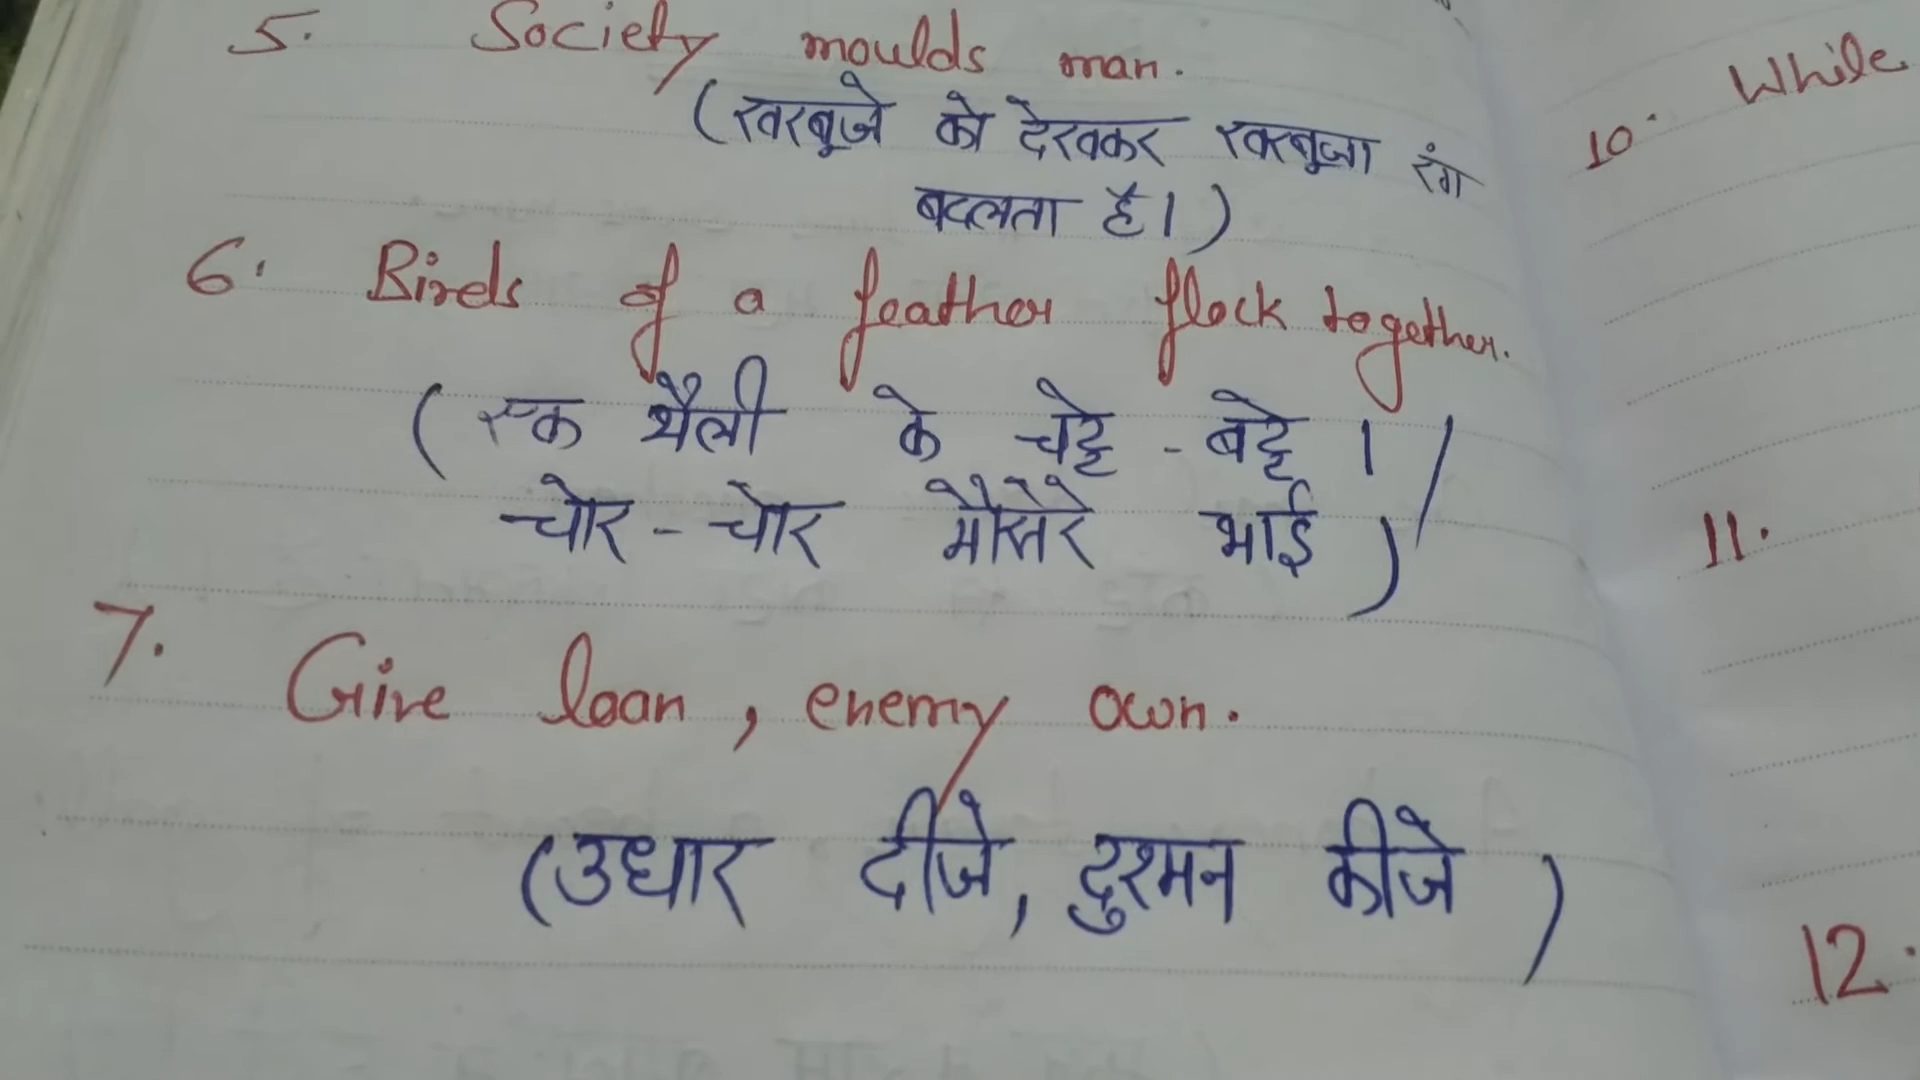 5. Society moulds man.
(खरबूजे को देखकर खरबूजा रंग
बदलता है।)
6. Birds of a feather flock together.
(एक थैली के चट्टे - बट्टे ।/
चोर - चोर मौसेरे भाई)
7. Give loan, enemy own.
(उधार दीजे, दुश्मन कीजे)
10. While
11.
12.